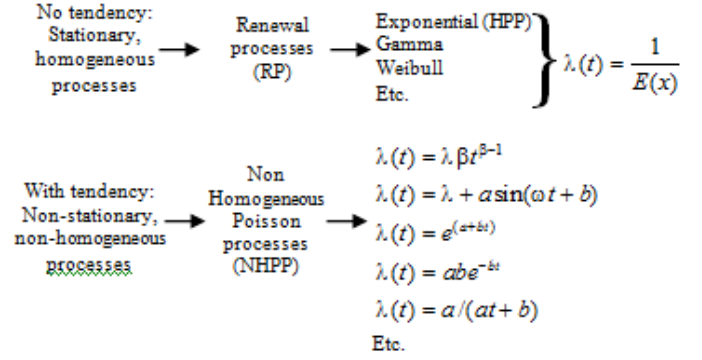 No tendency:
Stationary,
homogeneous
processes
Renewal
processes
(RP)
Exponential (HPP)
Gamma
Weibull
Etc.
λ(t) = 1/E(x)
With tendency:
Non-stationary,
non-homogeneous
processes
Non
Homogeneous
Poisson
processes
(NHPP)
λ(t) = λβt^{β−1}
λ(t) = λ + a sin(ωt + b)
λ(t) = e^{(a+bt)}
λ(t) = abe^{−bt}
λ(t) = a/(at + b)
Etc.